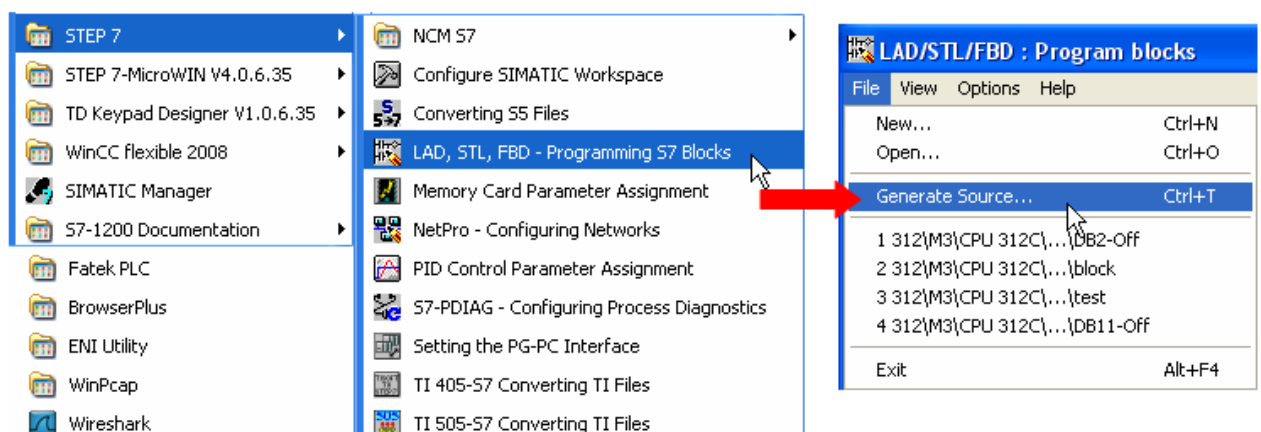 STEP 7
STEP 7-MicroWIN V4.0.6.35
TD Keypad Designer V1.0.6.35
WinCC flexible 2008
SIMATIC Manager
S7-1200 Documentation
Fatek PLC
BrowserPlus
ENI Utility
WinPcap
Wireshark
NCM S7
Configure SIMATIC Workspace
Converting S5 Files
LAD, STL, FBD - Programming S7 Blocks
Memory Card Parameter Assignment
NetPro - Configuring Networks
PID Control Parameter Assignment
S7-PDIAG - Configuring Process Diagnostics
Setting the PG-PC Interface
TI 405-S7 Converting TI Files
TI 505-S7 Converting TI Files
LAD/STL/FBD : Program blocks
File View Options Help
New... Ctrl+N
Open... Ctrl+O
Generate Source... Ctrl+T
1 312\M3\CPU 312C\...\DB2-Off
2 312\M3\CPU 312C\...\block
3 312\M3\CPU 312C\...\test
4 312\M3\CPU 312C\...\DB11-Off
Exit Alt+F4